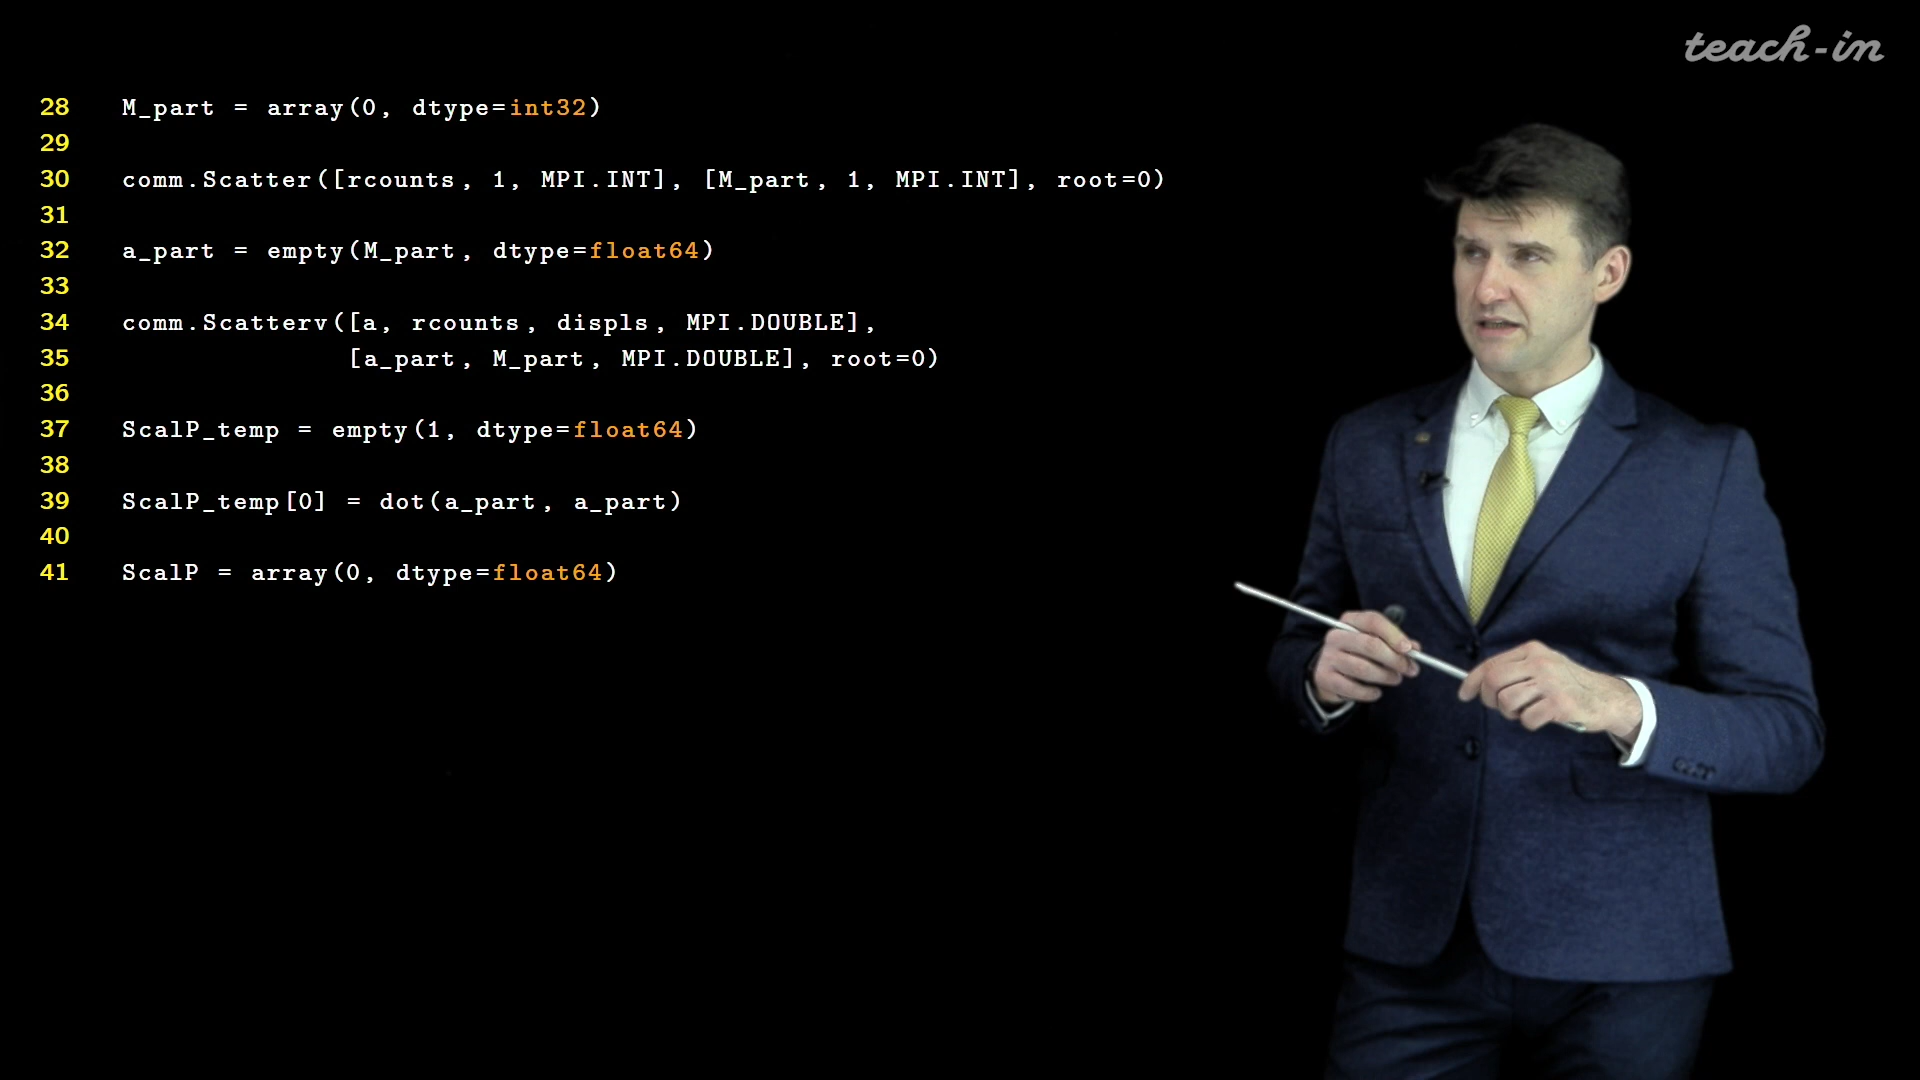 teach-in
28 M_part = array(0, dtype=int32)
29
30 comm.Scatter([rcounts, 1, MPI.INT], [M_part, 1, MPI.INT], root=0)
31
32 a_part = empty(M_part, dtype=float64)
33
34 comm.Scatterv([a, rcounts, displs, MPI.DOUBLE],
35 [a_part, M_part, MPI.DOUBLE], root=0)
36
37 ScalP_temp = empty(1, dtype=float64)
38
39 ScalP_temp[0] = dot(a_part, a_part)
40
41 ScalP = array(0, dtype=float64)